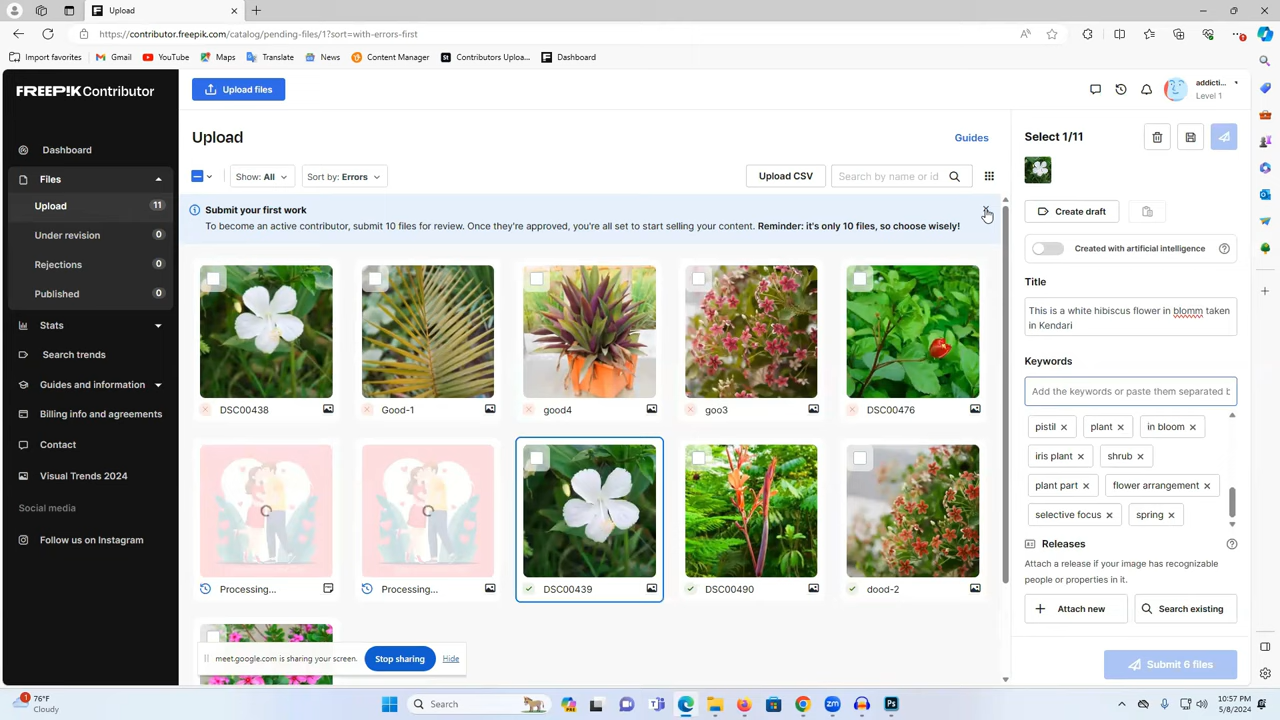 Upload
https://contributor.freepik.com/catalog/pending-files/1?sort=with-errors-first
Import favorites
Gmail
YouTube
Maps
Translate
News
Content Manager
Contributors Uploa...
Dashboard
FREEPIK Contributor
Upload files
addicti...
Level 1
Dashboard
Files
Upload 11
Under revision 0
Rejections 0
Published 0
Stats
Search trends
Guides and information
Billing info and agreements
Contact
Visual Trends 2024
Social media
Follow us on Instagram
Upload
Guides
Show: All
Sort by: Errors
Upload CSV
Search by name or id
Submit your first work
To become an active contributor, submit 10 files for review. Once they're approved, you're all set to start selling your content. Reminder: it's only 10 files, so choose wisely!
DSC00438
Good-1
good4
goo3
DSC00476
Processing...
Processing...
DSC00439
DSC00490
dood-2
meet.google.com is sharing your screen.
Stop sharing
Hide
Select 1/11
Create draft
Created with artificial intelligence
Title
This is a white hibiscus flower in blomm taken
in Kendari
Keywords
Add the keywords or paste them separated b
pistil
plant
in bloom
iris plant
shrub
plant part
flower arrangement
selective focus
spring
Releases
Attach a release if your image has recognizable
people or properties in it.
Attach new
Search existing
Submit 6 files
1
76°F
Cloudy
Search
zm
Ps
10:57 PM
5/8/2024